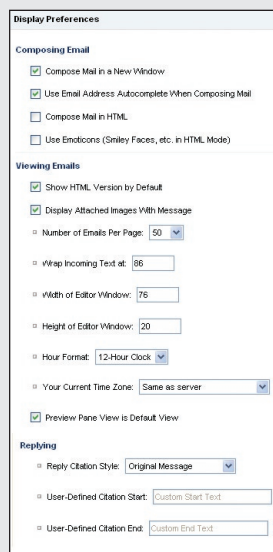 Display Preferences
Composing Email
Compose Mail in a New Window
Use Email Address Autocomplete When Composing Mail
Compose Mail in HTML
Use Emoticons (Smiley Faces, etc. in HTML Mode)
Viewing Emails
Show HTML Version by Default
Display Attached Images With Message
Number of Emails Per Page: 50
Wrap Incoming Text at: 86
Width of Editor Window: 76
Height of Editor Window: 20
Hour Format: 12-Hour Clock
Your Current Time Zone: Same as server
Preview Pane View is Default View
Replying
Reply Citation Style: Original Message
User-Defined Citation Start: Custom Start Text
User-Defined Citation End: Custom End Text